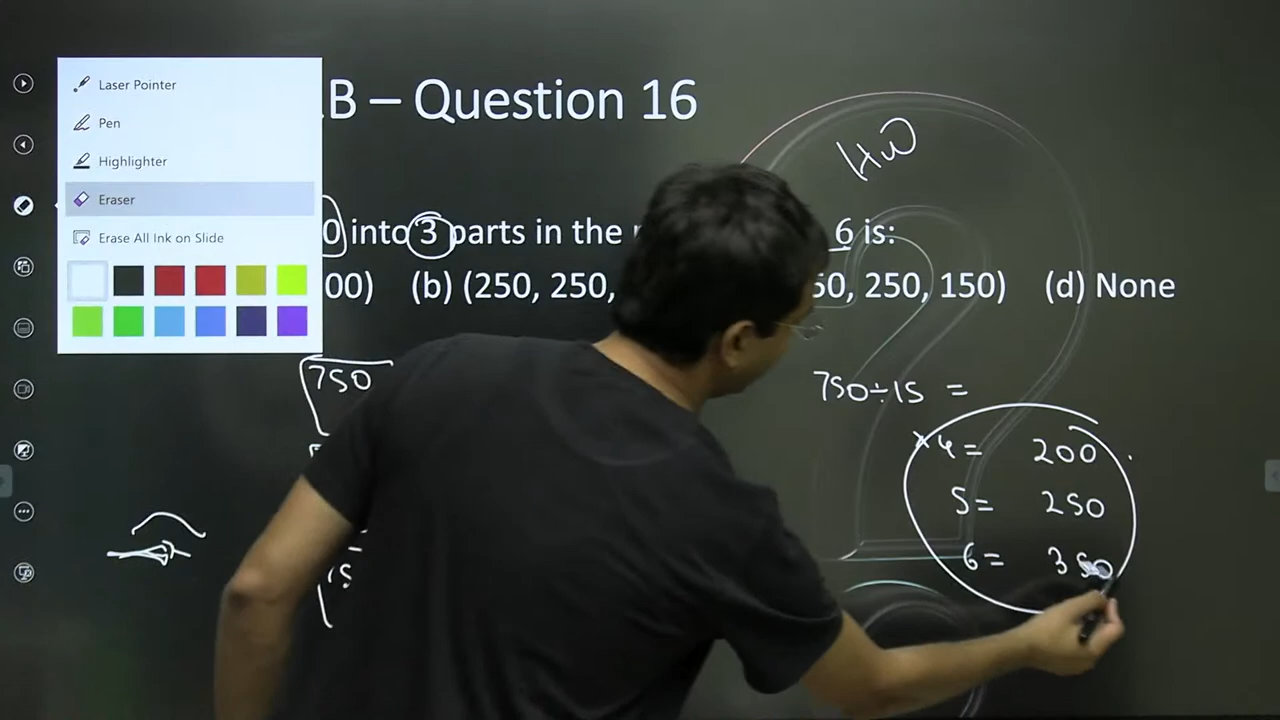 Laser Pointer
Pen
Highlighter
Eraser
Erase All Ink on Slide
B – Question 16
HW
0 into 3 parts in the 6 is:
00) (b) (250, 250, 50, 250, 150) (d) None
750
750÷15 =
×4= 200
5= 250
6= 350
15